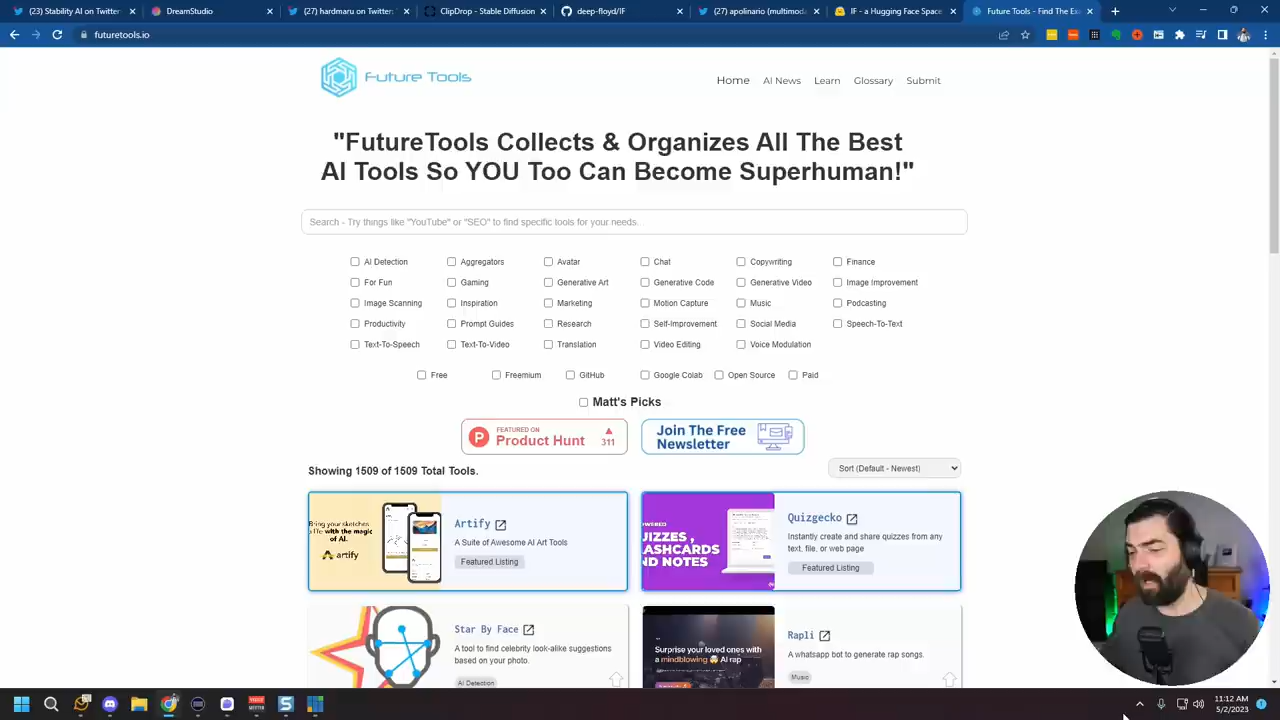 (22) Stability AI on Twitter
DreamStudio
(27) hardmaru on Twitter:
ClipDrop - Stable Diffusion
deep-floyd/IF
(27) apolinario (multimoda
IF - a Hugging Face Space
Future Tools - Find The Ex
futuretools.io
Future Tools
Home
AI News
Learn
Glossary
Submit
"FutureTools Collects & Organizes All The Best
AI Tools So YOU Too Can Become Superhuman!"
Search - Try things like "YouTube" or "SEO" to find specific tools for your needs.
AI Detection
Aggregators
Avatar
Chat
Copywriting
Finance
For Fun
Gaming
Generative Art
Generative Code
Generative Video
Image Improvement
Image Scanning
Inspiration
Marketing
Motion Capture
Music
Podcasting
Productivity
Prompt Guides
Research
Self-Improvement
Social Media
Speech-To-Text
Text-To-Speech
Text-To-Video
Translation
Video Editing
Voice Modulation
Free
Freemium
GitHub
Google Colab
Open Source
Paid
Matt's Picks
FEATURED ON
Product Hunt
311
Join The Free
Newsletter
Showing 1509 of 1509 Total Tools.
Sort (Default - Newest)
Bring your sketches
life with the magic
of AI.
artify
Artify
A Suite of Awesome AI Art Tools
Featured Listing
OWERED
UIZZES ,
LASHCARDS
ND NOTES
Quizgecko
Instantly create and share quizzes from any
text, file, or web page
Featured Listing
Star By Face
A tool to find celebrity look-alike suggestions
based on your photo.
AI Detection
Surprise your loved ones with
a mindblowing 🤯 AI rap
Rapli
A whatsapp bot to generate rap songs.
Music
11:12 AM
5/2/2023